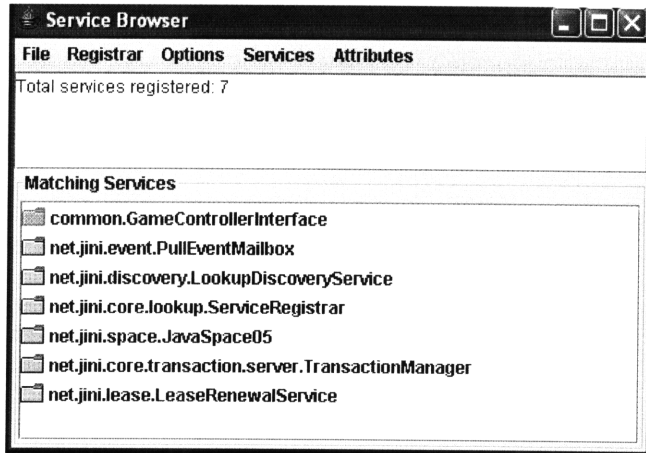 Service Browser
File Registrar Options Services Attributes
Total services registered: 7
Matching Services
common.GameControllerInterface
net.jini.event.PullEventMailbox
net.jini.discovery.LookupDiscoveryService
net.jini.core.lookup.ServiceRegistrar
net.jini.space.JavaSpace05
net.jini.core.transaction.server.TransactionManager
net.jini.lease.LeaseRenewalService